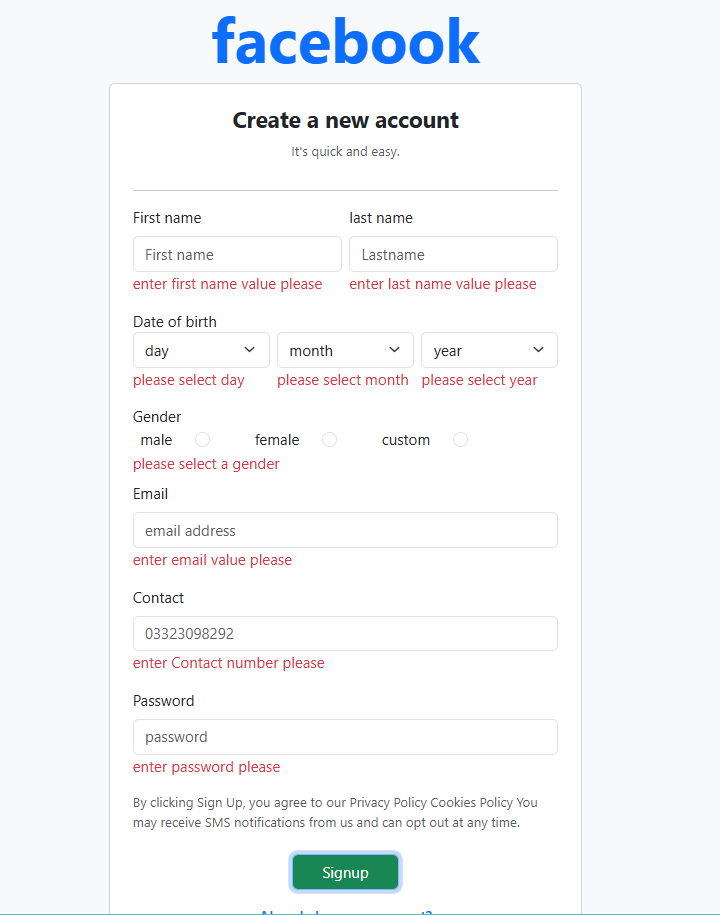 facebook
Create a new account
It's quick and easy.
First name last name
First name Lastname
enter first name value please enter last name value please
Date of birth
day month year
please select day please select month please select year
Gender
male female custom
please select a gender
Email
email address
enter email value please
Contact
03323098292
enter Contact number please
Password
password
enter password please
By clicking Sign Up, you agree to our Privacy Policy Cookies Policy You
may receive SMS notifications from us and can opt out at any time.
Signup